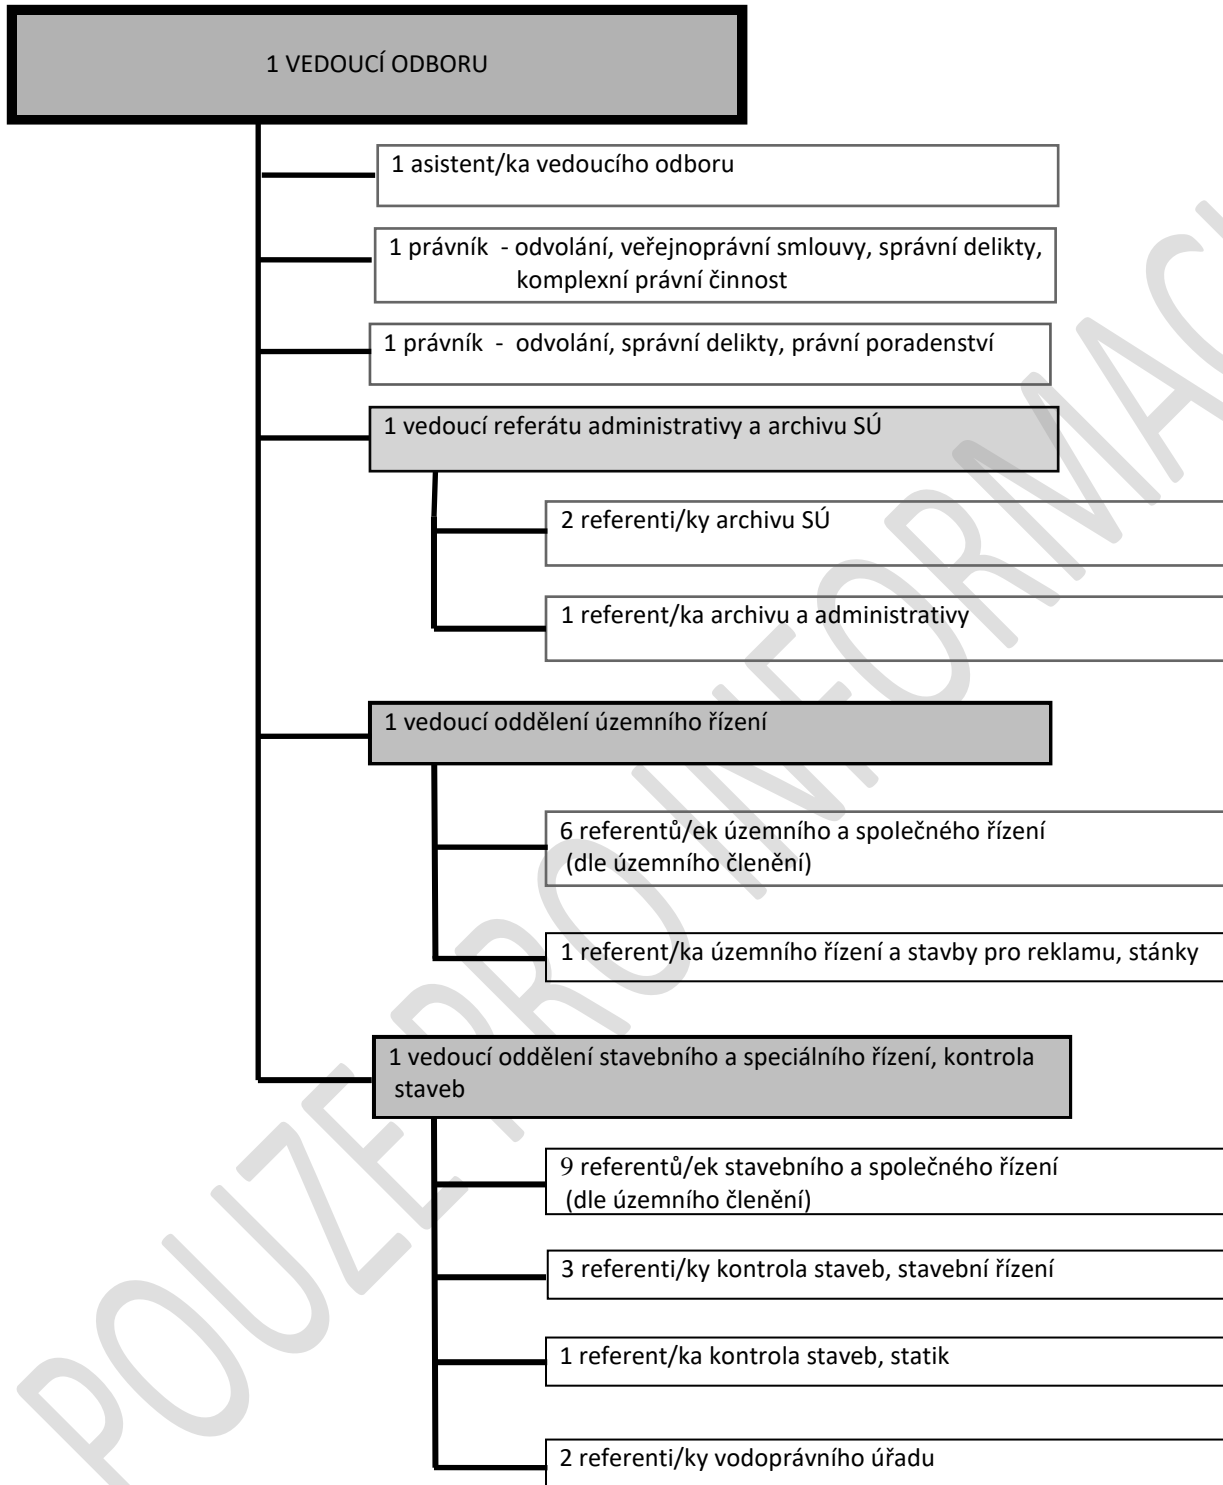 1 VEDOUCÍ ODBORU
1 asistent/ka vedoucího odboru
1 právník - odvolání, veřejnoprávní smlouvy, správní delikty,
komplexní právní činnost
1 právník - odvolání, správní delikty, právní poradenství
1 vedoucí referátu administrativy a archivu SÚ
2 referenti/ky archivu SÚ
1 referent/ka archivu a administrativy
1 vedoucí oddělení územního řízení
6 referentů/ek územního a společného řízení
(dle územního členění)
1 referent/ka územního řízení a stavby pro reklamu, stánky
1 vedoucí oddělení stavebního a speciálního řízení, kontrola
staveb
9 referentů/ek stavebního a společného řízení
(dle územního členění)
3 referenti/ky kontrola staveb, stavební řízení
1 referent/ka kontrola staveb, statik
2 referenti/ky vodoprávního úřadu
POUZE PRO INFORMAC